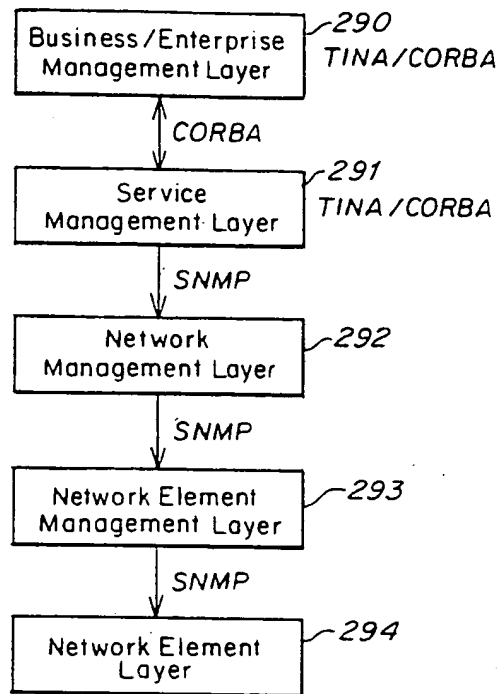 Business/Enterprise
Management Layer
290
TINA/CORBA
CORBA
Service
Management Layer
291
TINA/CORBA
SNMP
Network
Management Layer
292
SNMP
Network Element
Management Layer
293
SNMP
Network Element
Layer
294